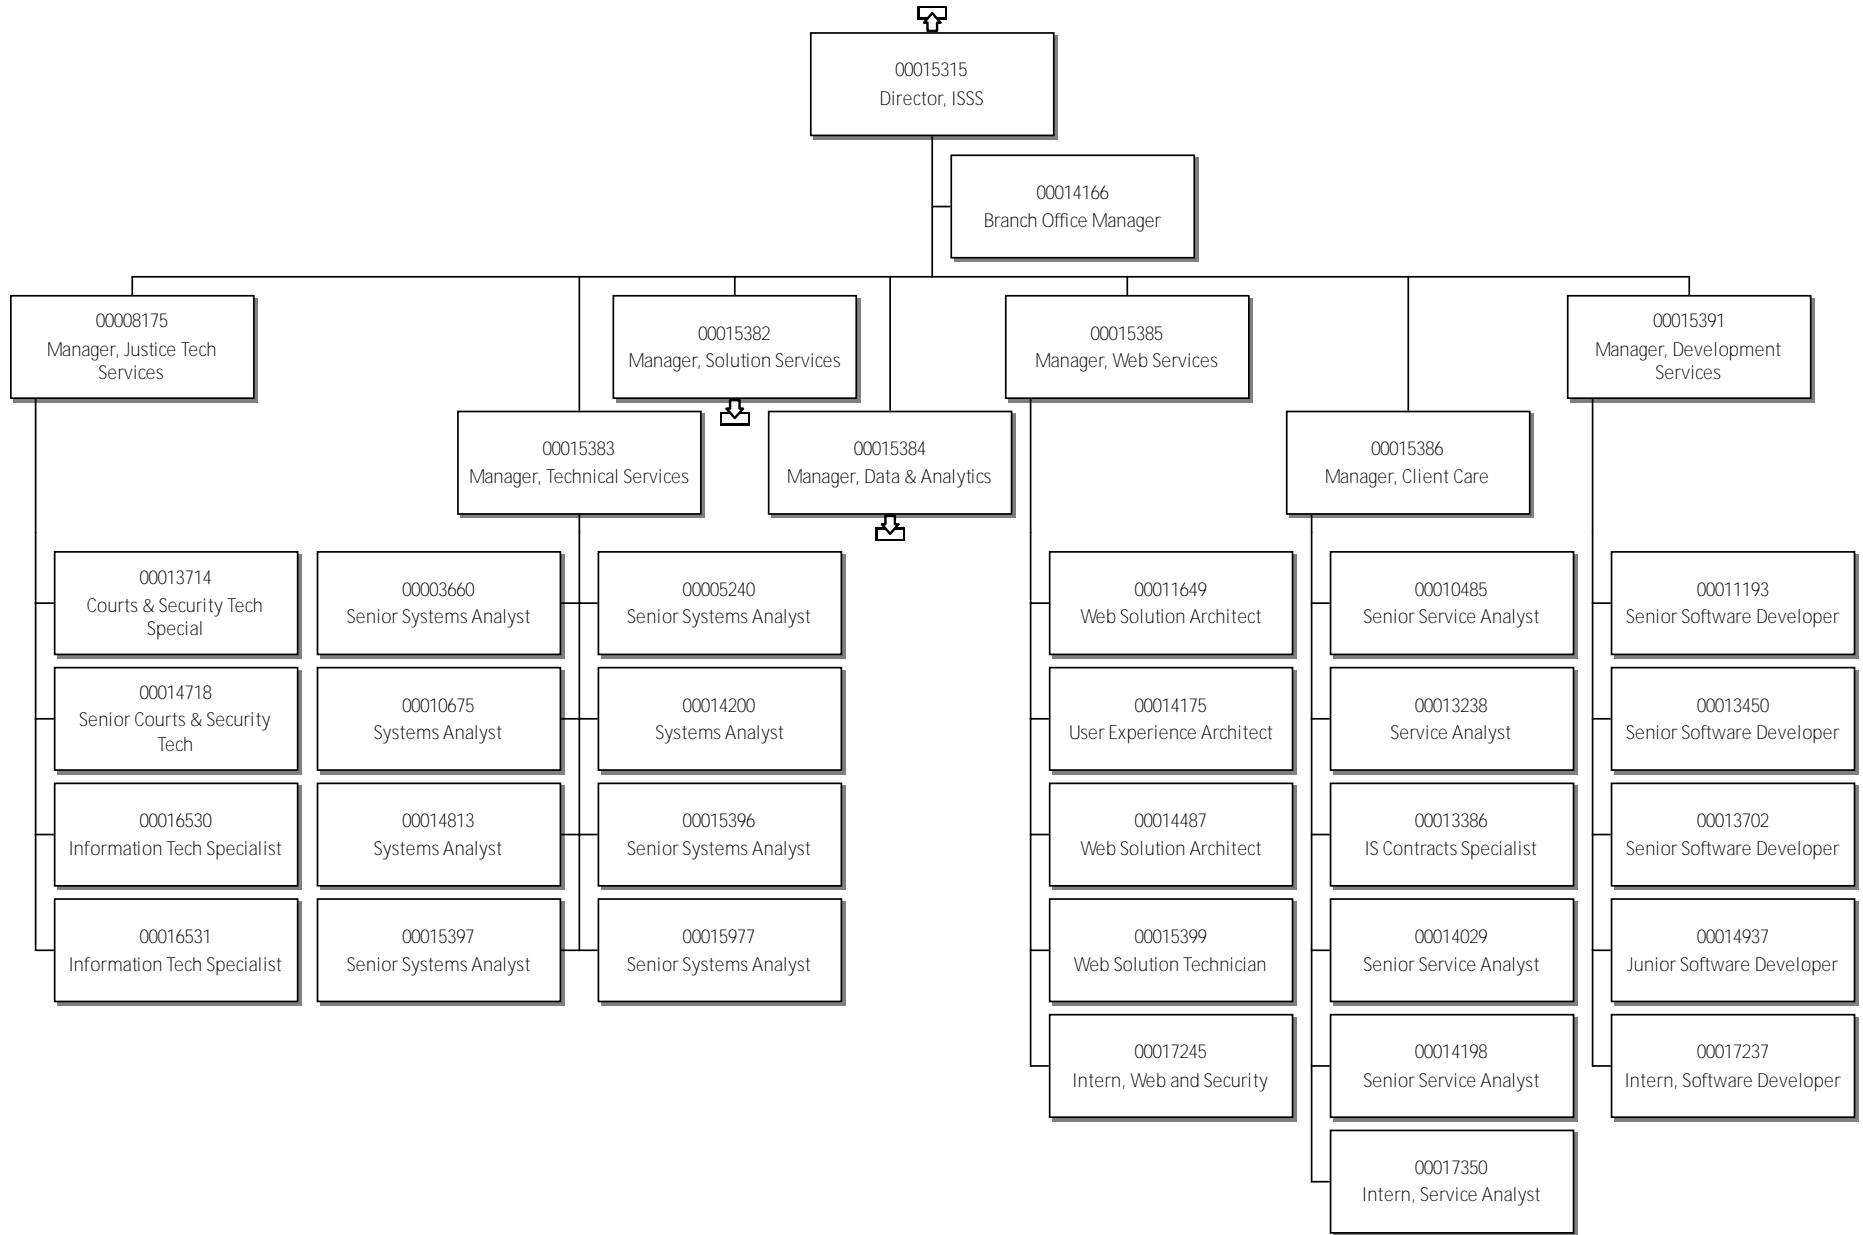 00015315
Director, ISSS
00014166
Branch Office Manager
00008175
Manager, Justice Tech
Services
00015382
Manager, Solution Services
00015385
Manager, Web Services
00015391
Manager, Development
Services
00015383
Manager, Technical Services
00015384
Manager, Data & Analytics
00015386
Manager, Client Care
00013714
Courts & Security Tech
Special
00014718
Senior Courts & Security
Tech
00016530
Information Tech Specialist
00016531
Information Tech Specialist
00003660
Senior Systems Analyst
00005240
Senior Systems Analyst
00010675
Systems Analyst
00014200
Systems Analyst
00014813
Systems Analyst
00015396
Senior Systems Analyst
00015397
Senior Systems Analyst
00015977
Senior Systems Analyst
00011649
Web Solution Architect
00014175
User Experience Architect
00014487
Web Solution Architect
00015399
Web Solution Technician
00017245
Intern, Web and Security
00010485
Senior Service Analyst
00013238
Service Analyst
00013386
IS Contracts Specialist
00014029
Senior Service Analyst
00014198
Senior Service Analyst
00017350
Intern, Service Analyst
00011193
Senior Software Developer
00013450
Senior Software Developer
00013702
Senior Software Developer
00014937
Junior Software Developer
00017237
Intern, Software Developer